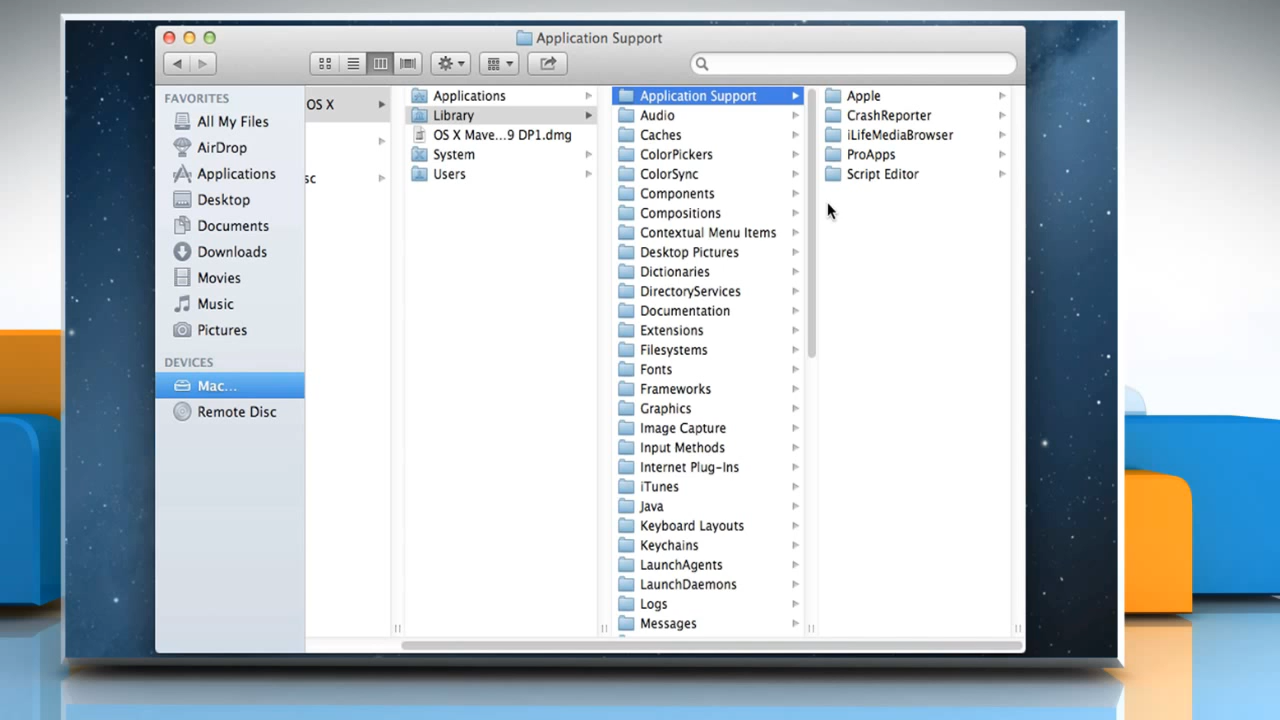 Application Support
FAVORITES
All My Files
AirDrop
Applications
Desktop
Documents
Downloads
Movies
Music
Pictures
DEVICES
Mac...
Remote Disc
OS X
sc
Applications
Library
OS X Mave...9 DP1.dmg
System
Users
Application Support
Audio
Caches
ColorPickers
ColorSync
Components
Compositions
Contextual Menu Items
Desktop Pictures
Dictionaries
DirectoryServices
Documentation
Extensions
Filesystems
Fonts
Frameworks
Graphics
Image Capture
Input Methods
Internet Plug-Ins
iTunes
Java
Keyboard Layouts
Keychains
LaunchAgents
LaunchDaemons
Logs
Messages
Apple
CrashReporter
iLifeMediaBrowser
ProApps
Script Editor